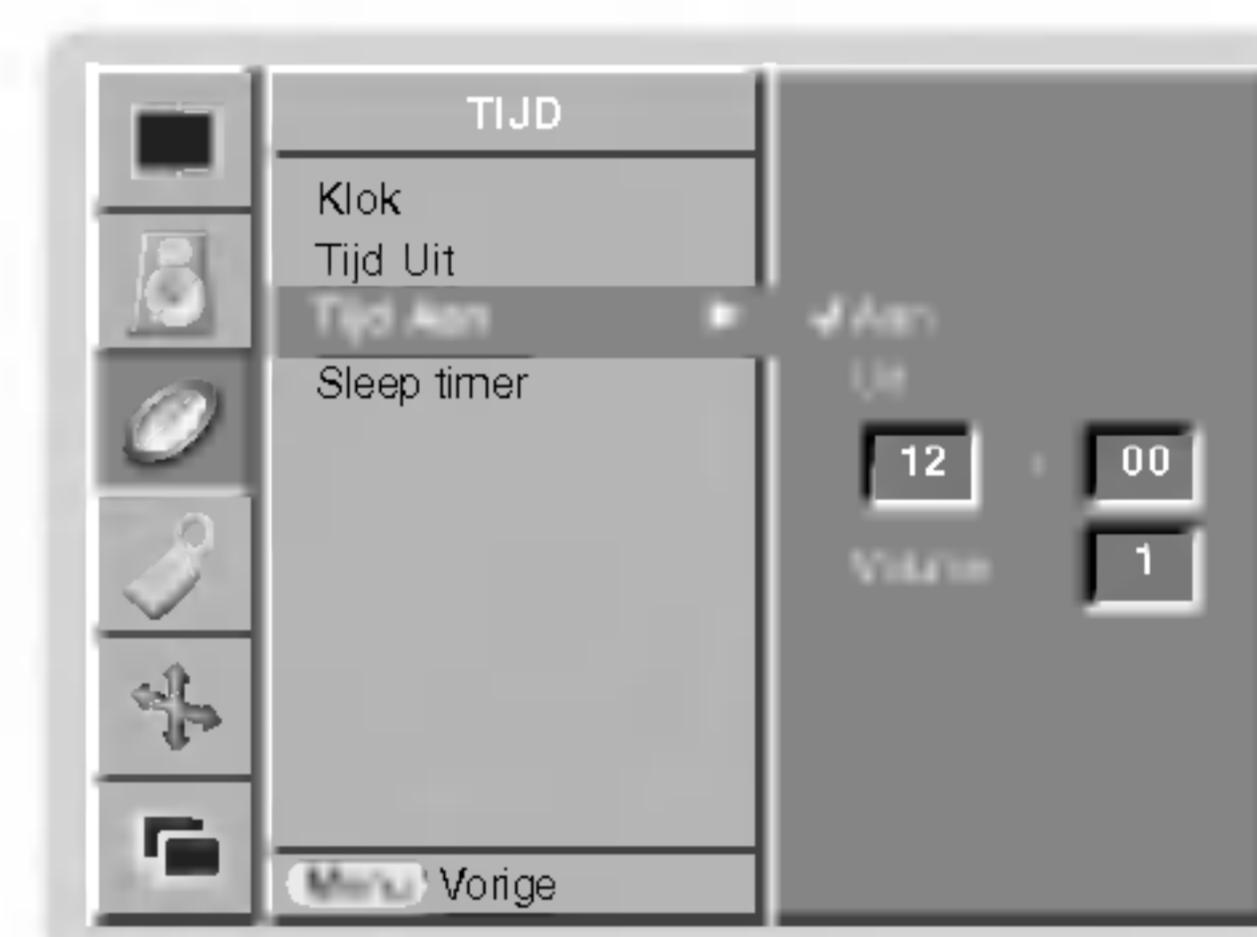 TIJD
Klok
Tijd Uit
Tijd Aan
Aan
Uit
Sleep timer
12 : 00
Volume 1
Menu Vorige